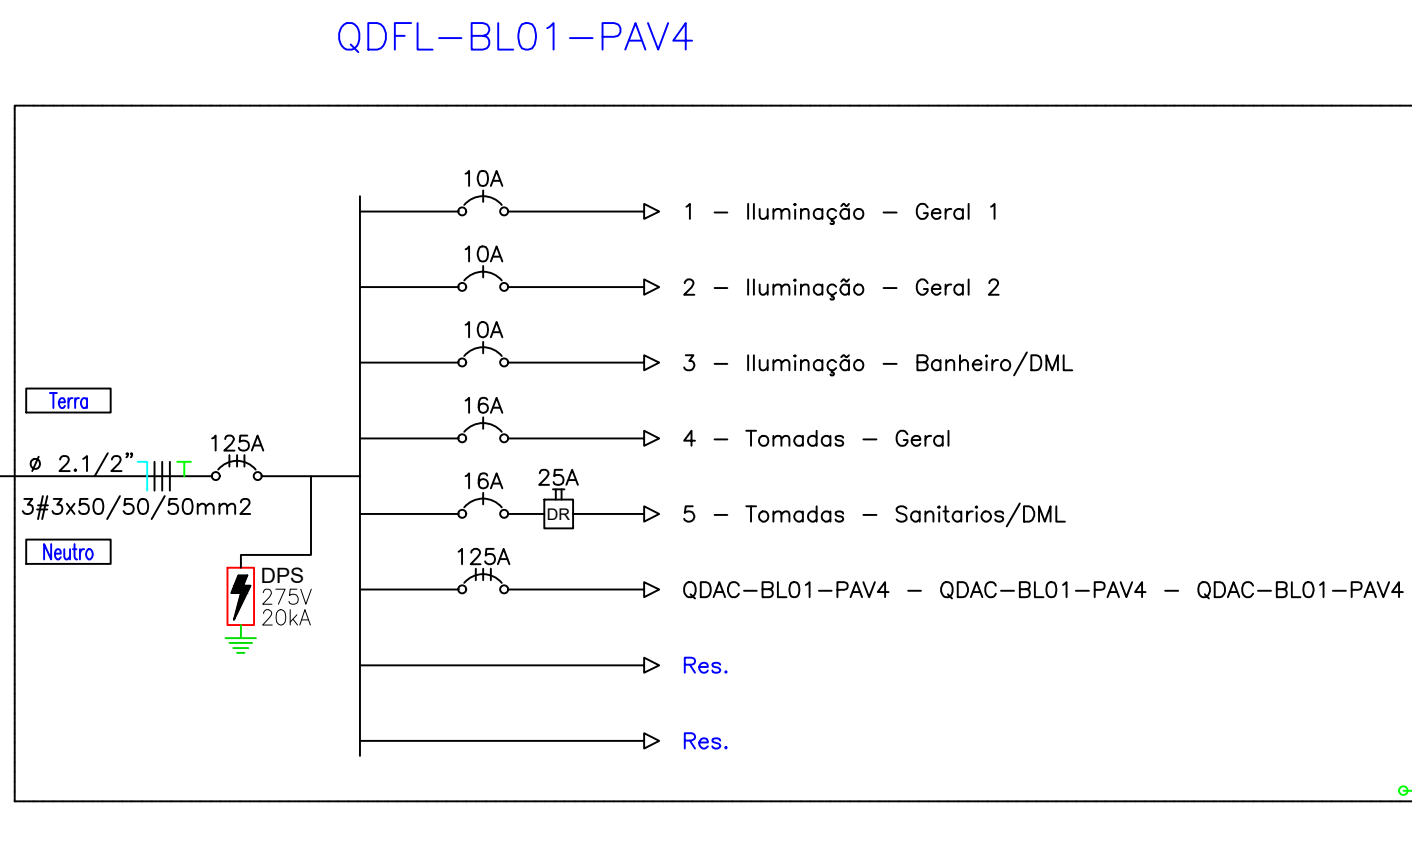 QDFL-BL01-PAV4
10A
1 - Iluminação - Geral 1
10A
2 - Iluminação - Geral 2
10A
3 - Iluminação - Banheiro/DML
Terra
16A
4 - Tomadas - Geral
125A
ø 2.1/2"
3#3x50/50/50mm2
16A
25A
DR
5 - Tomadas - Sanitarios/DML
Neutro
125A
QDAC-BL01-PAV4 - QDAC-BL01-PAV4 - QDAC-BL01-PAV4
DPS
275V
20kA
Res.
Res.